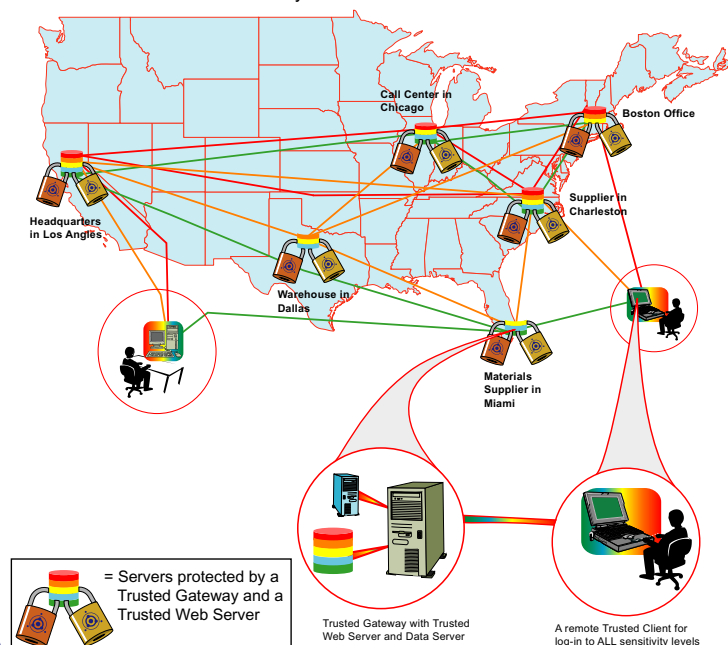 Call Center in
Chicago
Boston Office
Supplier in
Charleston
Headquarters
in Los Angles
Warehouse in
Dallas
Materials
Supplier in
Miami
= Servers protected by a
Trusted Gateway and a
Trusted Web Server
Trusted Gateway with Trusted
Web Server and Data Server
A remote Trusted Client for
log-in to ALL sensitivity levels